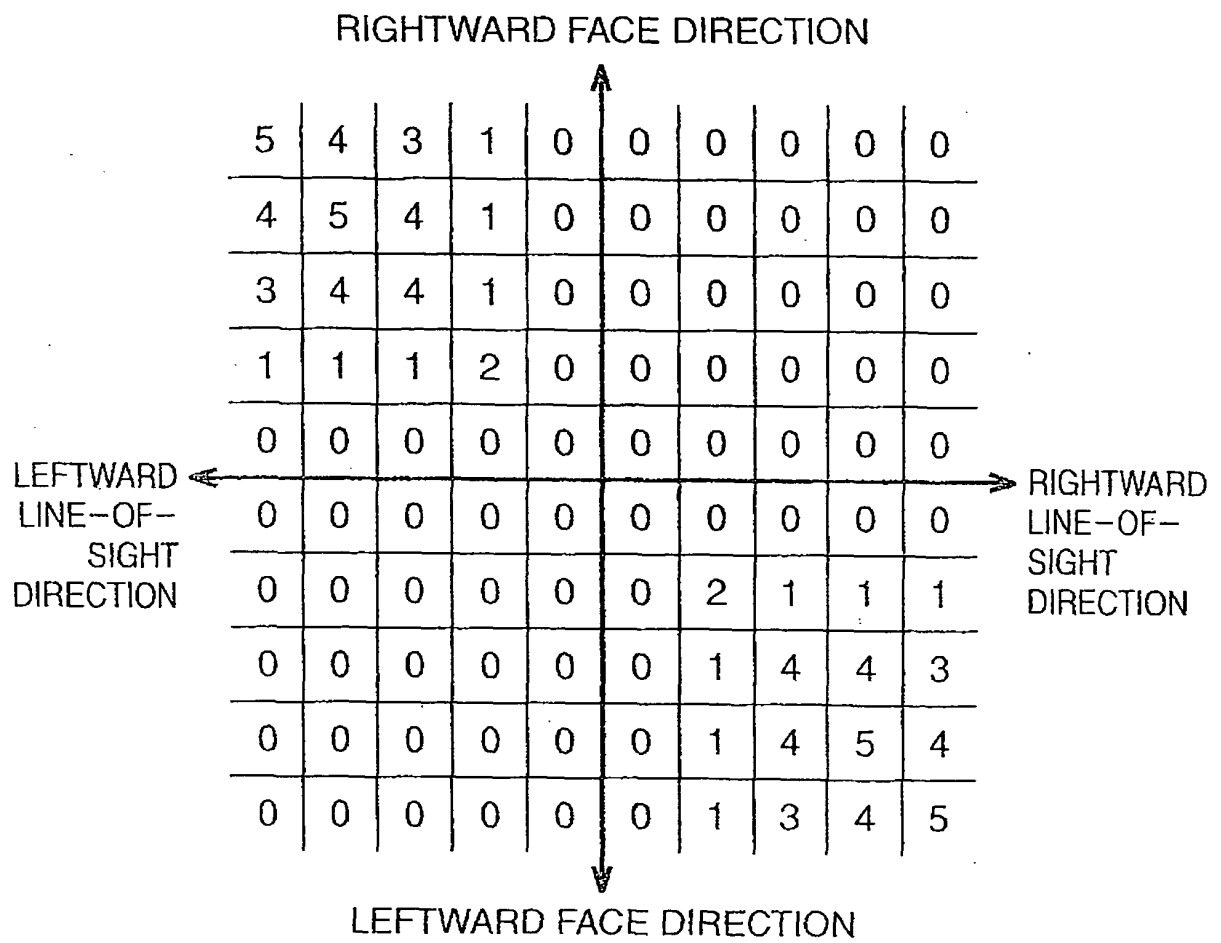 RIGHTWARD FACE DIRECTION
5 4 3 1 0 0 0 0 0 0
4 5 4 1 0 0 0 0 0 0
3 4 4 1 0 0 0 0 0 0
1 1 1 2 0 0 0 0 0 0
0 0 0 0 0 0 0 0 0 0
LEFTWARD
LINE-OF-
SIGHT
DIRECTION
RIGHTWARD
LINE-OF-
SIGHT
DIRECTION
0 0 0 0 0 0 0 0 0 0
0 0 0 0 0 0 2 1 1 1
0 0 0 0 0 0 1 4 4 3
0 0 0 0 0 0 1 4 5 4
0 0 0 0 0 0 1 3 4 5
LEFTWARD FACE DIRECTION